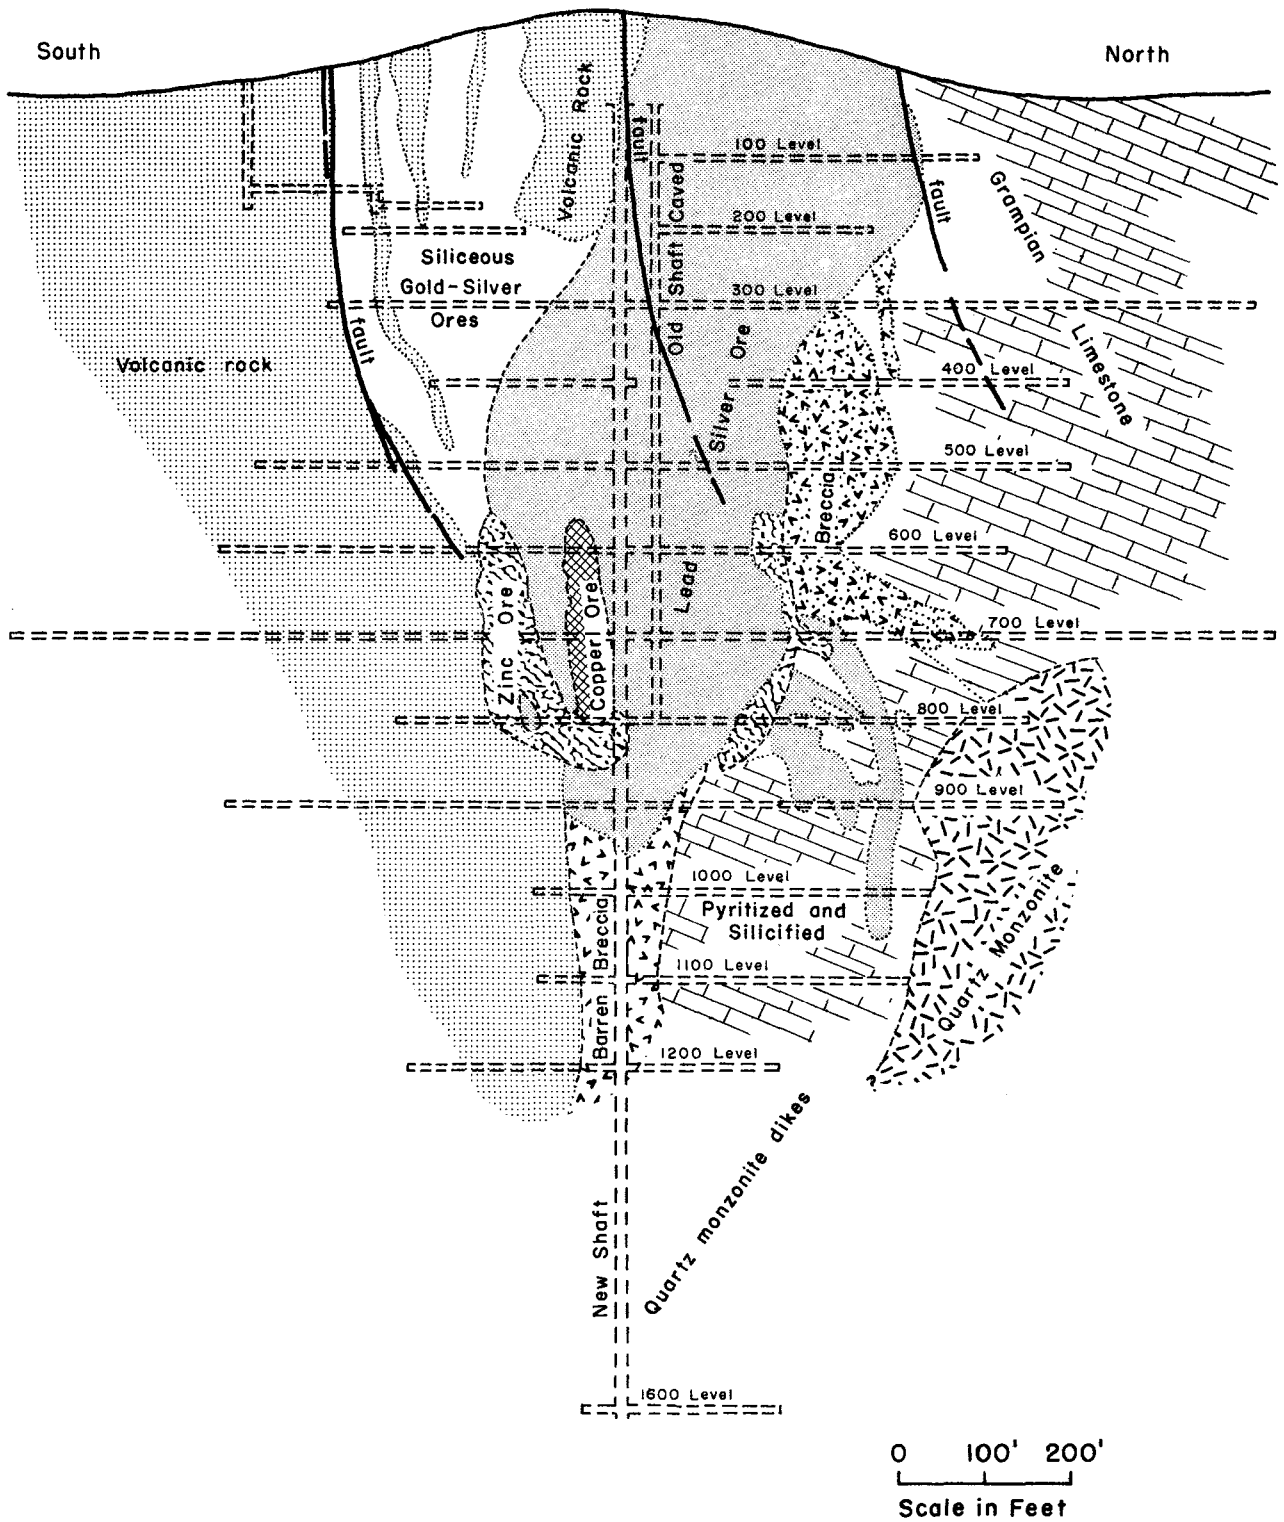 South
North
Volcanic Rock
fault
Old Shaft Caved
100 Level
fault
Grampian
Limestone
200 Level
Siliceous
Gold-Silver
Ores
300 Level
fault
Volcanic rock
Lead Silver Ore
400 Level
500 Level
Breccia
600 Level
Zinc Ore
Copper Ore
700 Level
800 Level
900 Level
1000 Level
Pyritized and
Silicified
Quartz Monzonite
1100 Level
Barren Breccia
1200 Level
Quartz monzonite dikes
New Shaft
1600 Level
0 100' 200'
Scale in Feet